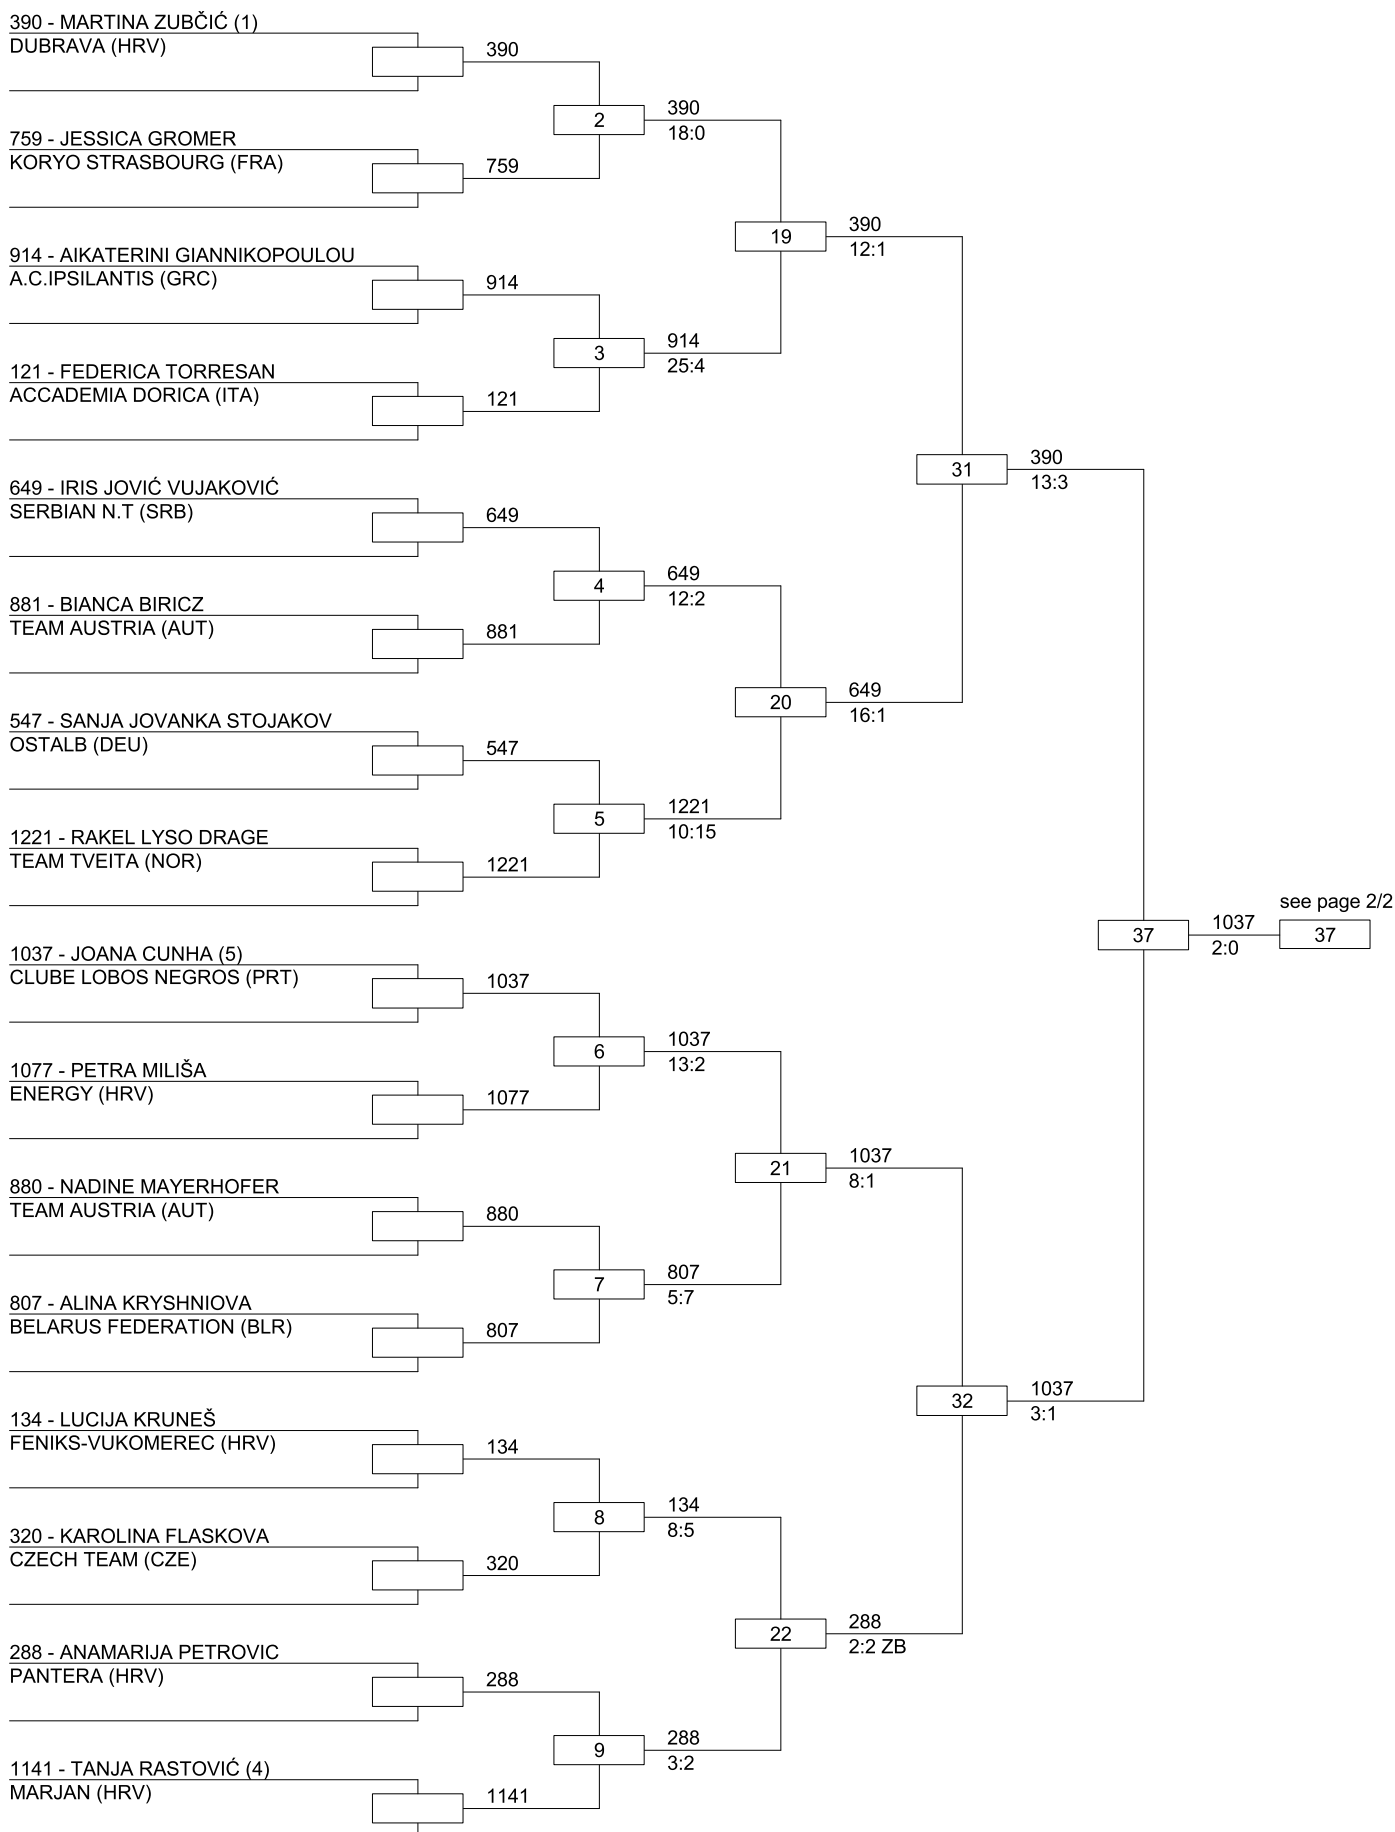 390 - MARTINA ZUBČIĆ (1)
DUBRAVA (HRV)
390
2
390
18:0
759 - JESSICA GROMER
KORYO STRASBOURG (FRA)
759
19
390
12:1
914 - AIKATERINI GIANNIKOPOULOU
A.C.IPSILANTIS (GRC)
914
3
914
25:4
121 - FEDERICA TORRESAN
ACCADEMIA DORICA (ITA)
121
31
390
13:3
649 - IRIS JOVIĆ VUJAKOVIĆ
SERBIAN N.T (SRB)
649
4
649
12:2
881 - BIANCA BIRICZ
TEAM AUSTRIA (AUT)
881
20
649
16:1
547 - SANJA JOVANKA STOJAKOV
OSTALB (DEU)
547
5
1221
10:15
1221 - RAKEL LYSO DRAGE
TEAM TVEITA (NOR)
1221
see page 2/2
37
1037
2:0
37
1037 - JOANA CUNHA (5)
CLUBE LOBOS NEGROS (PRT)
1037
6
1037
13:2
1077 - PETRA MILIŠA
ENERGY (HRV)
1077
21
1037
8:1
880 - NADINE MAYERHOFER
TEAM AUSTRIA (AUT)
880
7
807
5:7
807 - ALINA KRYSHNIOVA
BELARUS FEDERATION (BLR)
807
32
1037
3:1
134 - LUCIJA KRUNEŠ
FENIKS-VUKOMEREC (HRV)
134
8
134
8:5
320 - KAROLINA FLASKOVA
CZECH TEAM (CZE)
320
22
288
2:2 ZB
288 - ANAMARIJA PETROVIC
PANTERA (HRV)
288
9
288
3:2
1141 - TANJA RASTOVIĆ (4)
MARJAN (HRV)
1141